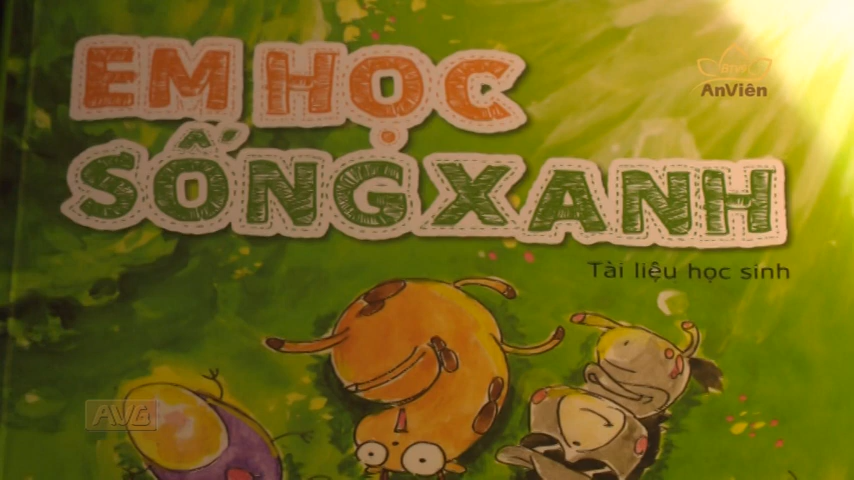 EM HỌC
SỐNG XANH
Tài liệu học sinh
AnViên
AVG